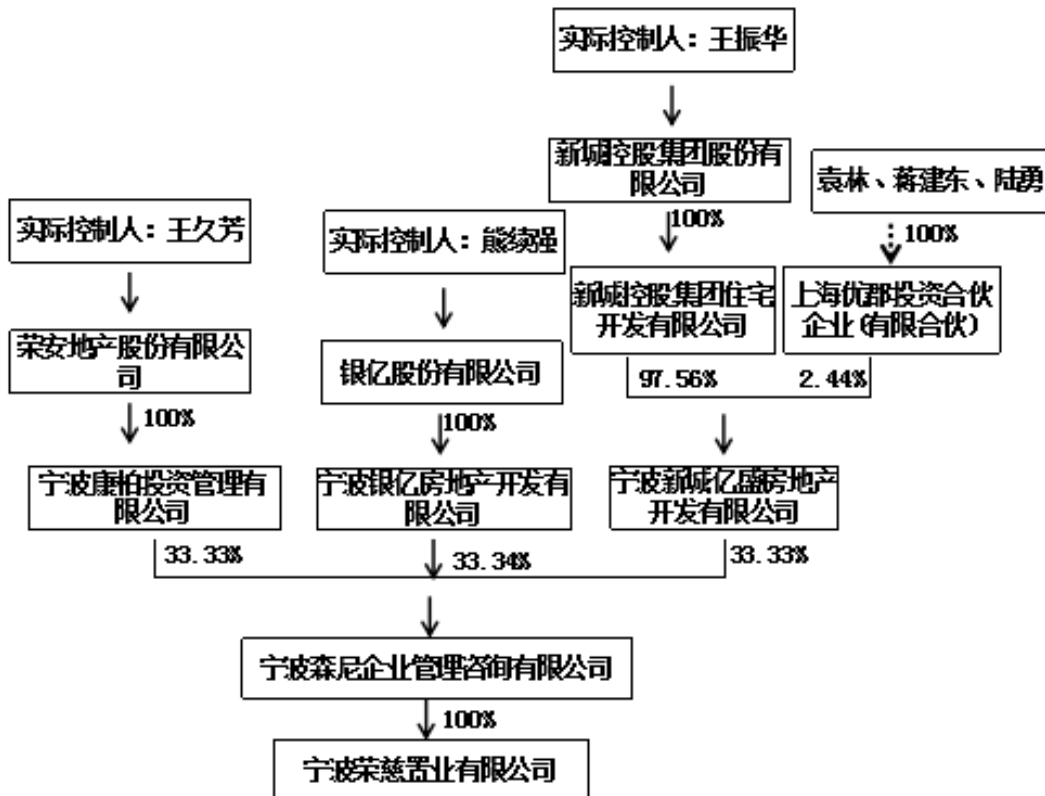 实际控制人：王振华
新城控股集团股份有
限公司
袁林、蒋建东、陆勇
实际控制人：王久芳
实际控制人：熊续强
100%
100%
新城控股集团住宅
开发有限公司
上海优郡投资合伙
企业（有限合伙）
荣安地产股份有限公
司
银亿股份有限公司
97.56%
2.44%
100%
100%
宁波康柏投资管理有
限公司
宁波银亿房地产开发有
限公司
宁波新城亿盛房地产
开发有限公司
33.33%
33.34%
33.33%
宁波森尼企业管理咨询有限公司
100%
宁波荣慈置业有限公司